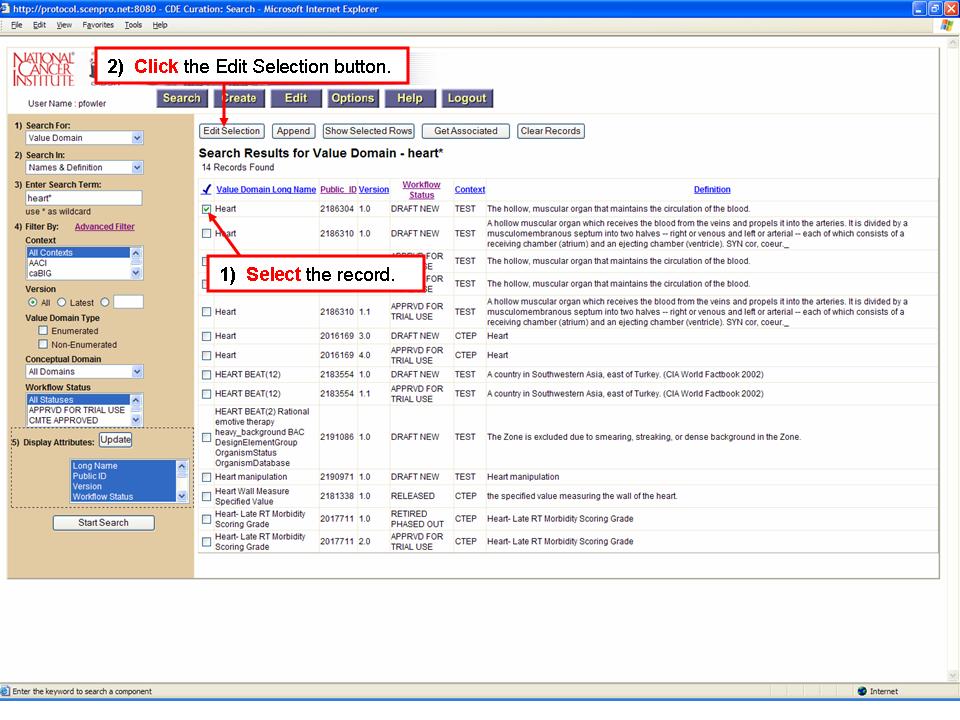 http://protocol.scenpro.net:8080 - CDE Curation: Search - Microsoft Internet Explorer
File Edit View Favorites Tools Help
NATIONAL
CANCER
INSTITUTE
2) Click the Edit Selection button.
User Name : pfowler
Search Create Edit Options Help Logout
1) Search For:
Value Domain
2) Search In:
Names & Definition
3) Enter Search Term:
heart*
use * as wildcard
4) Filter By: Advanced Filter
Context
All Contexts
AACI
caBIG
Version
All Latest
Value Domain Type
Enumerated
Non-Enumerated
Conceptual Domain
All Domains
Workflow Status
All Statuses
APPRVD FOR TRIAL USE
CMTE APPROVED
5) Display Attributes: Update
Long Name
Public ID
Version
Workflow Status
Start Search
Edit Selection Append Show Selected Rows Get Associated Clear Records
Search Results for Value Domain - heart*
14 Records Found
Value Domain Long Name Public_ID Version Workflow Status Context Definition
Heart 2186304 1.0 DRAFT NEW TEST The hollow, muscular organ that maintains the circulation of the blood.
Heart 2186310 1.0 DRAFT NEW TEST A hollow muscular organ which receives the blood from the veins and propels it into the arteries. It is divided by a
musculomembranous septum into two halves -- right or venous and left or arterial -- each of which consists of a
receiving chamber (atrium) and an ejecting chamber (ventricle). SYN cor, coeur._
TEST The hollow, muscular organ that maintains the circulation of the blood.
1) Select the record.
TEST The hollow, muscular organ that maintains the circulation of the blood.
Heart 2186310 1.1 APPRVD FOR TRIAL USE TEST A hollow muscular organ which receives the blood from the veins and propels it into the arteries. It is divided by a
musculomembranous septum into two halves -- right or venous and left or arterial -- each of which consists of a
receiving chamber (atrium) and an ejecting chamber (ventricle). SYN cor, coeur._
Heart 2016169 3.0 DRAFT NEW CTEP Heart
Heart 2016169 4.0 APPRVD FOR TRIAL USE CTEP Heart
HEART BEAT(12) 2183554 1.0 DRAFT NEW TEST A country in Southwestern Asia, east of Turkey. (CIA World Factbook 2002)
HEART BEAT(12) 2183554 1.1 APPRVD FOR TRIAL USE TEST A country in Southwestern Asia, east of Turkey. (CIA World Factbook 2002)
HEART BEAT(2) Rational
emotive therapy
heavy_background BAC
DesignElementGroup
OrganismStatus
OrganismDatabase
2191086 1.0 DRAFT NEW TEST The Zone is excluded due to smearing, streaking, or dense background in the Zone.
Heart manipulation 2190971 1.0 DRAFT NEW TEST Heart manipulation
Heart Wall Measure
Specified Value
2181338 1.0 RELEASED CTEP the specified value measuring the wall of the heart.
Heart- Late RT Morbidity
Scoring Grade
2017711 1.0 RETIRED PHASED OUT CTEP Heart- Late RT Morbidity Scoring Grade
Heart- Late RT Morbidity
Scoring Grade
2017711 2.0 APPRVD FOR TRIAL USE CTEP Heart- Late RT Morbidity Scoring Grade
Enter the keyword to search a component
Internet